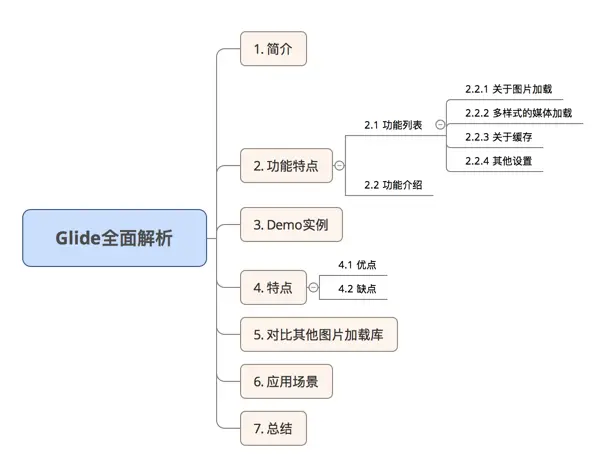 Glide全面解析
1. 简介
2. 功能特点
2.1 功能列表
2.2.1 关于图片加载
2.2.2 多样式的媒体加载
2.2.3 关于缓存
2.2.4 其他设置
2.2 功能介绍
3. Demo实例
4. 特点
4.1 优点
4.2 缺点
5. 对比其他图片加载库
6. 应用场景
7. 总结